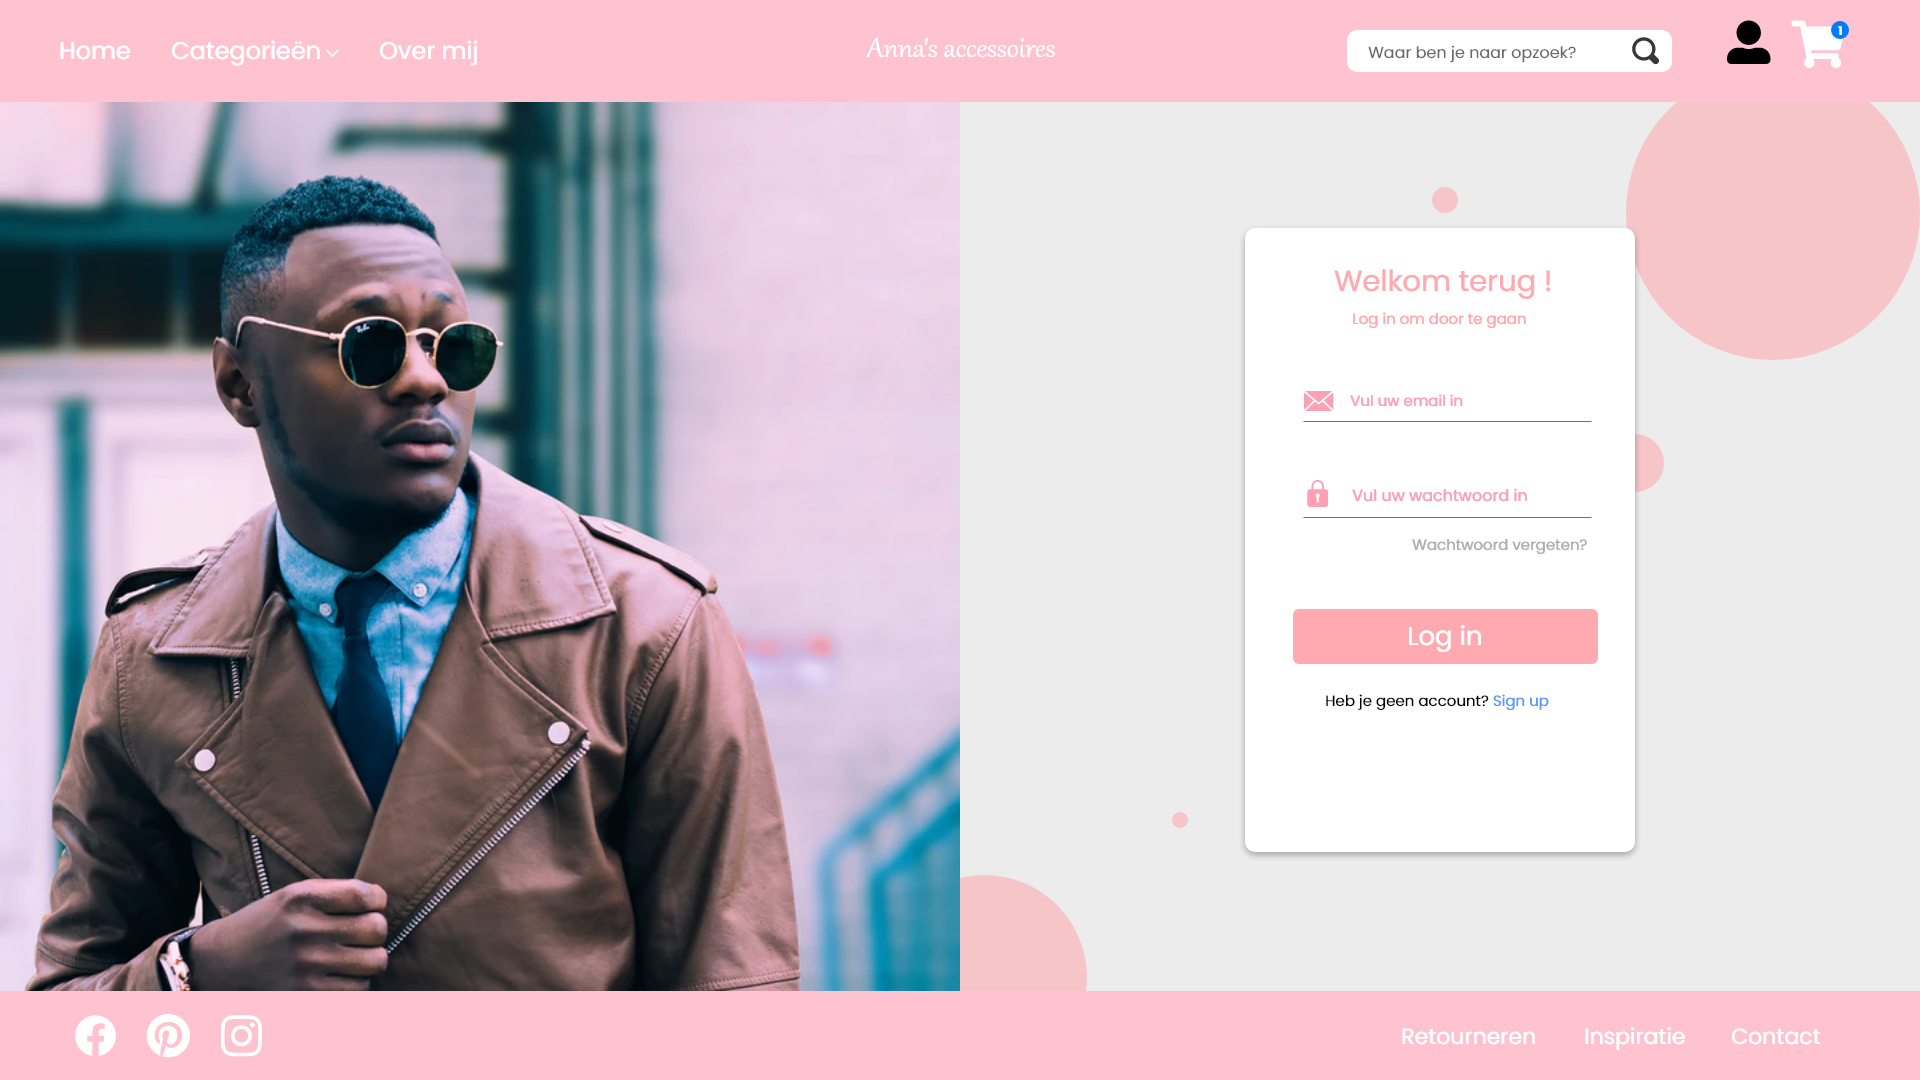 Home
Categorieën
Over mij
Anna's accessoires
Waar ben je naar opzoek?
1
Ray-Ban
Welkom terug !
Log in om door te gaan
Vul uw email in
Vul uw wachtwoord in
Wachtwoord vergeten?
Log in
Heb je geen account? Sign up
Retourneren
Inspiratie
Contact